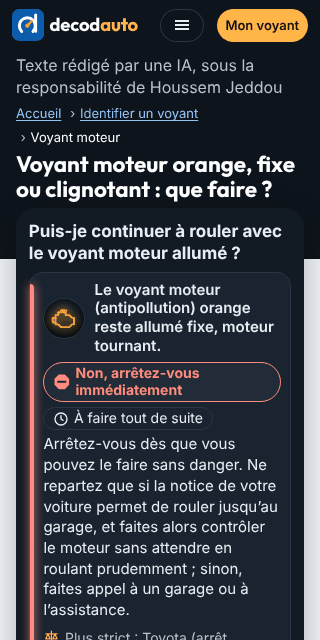 decodauto
Mon voyant
Texte rédigé par une IA, sous la
responsabilité de Houssem Jeddou
Accueil › Identifier un voyant
› Voyant moteur
Voyant moteur orange, fixe
ou clignotant : que faire ?
Puis-je continuer à rouler avec
le voyant moteur allumé ?
Le voyant moteur
(antipollution) orange
reste allumé fixe, moteur
tournant.
Non, arrêtez-vous
immédiatement
À faire tout de suite
Arrêtez-vous dès que vous
pouvez le faire sans danger. Ne
repartez que si la notice de votre
voiture permet de rouler jusqu’au
garage, et faites alors contrôler
le moteur sans attendre en
roulant prudemment ; sinon,
faites appel à un garage ou à
l’assistance.
Plus strict : Toyota (arrêt